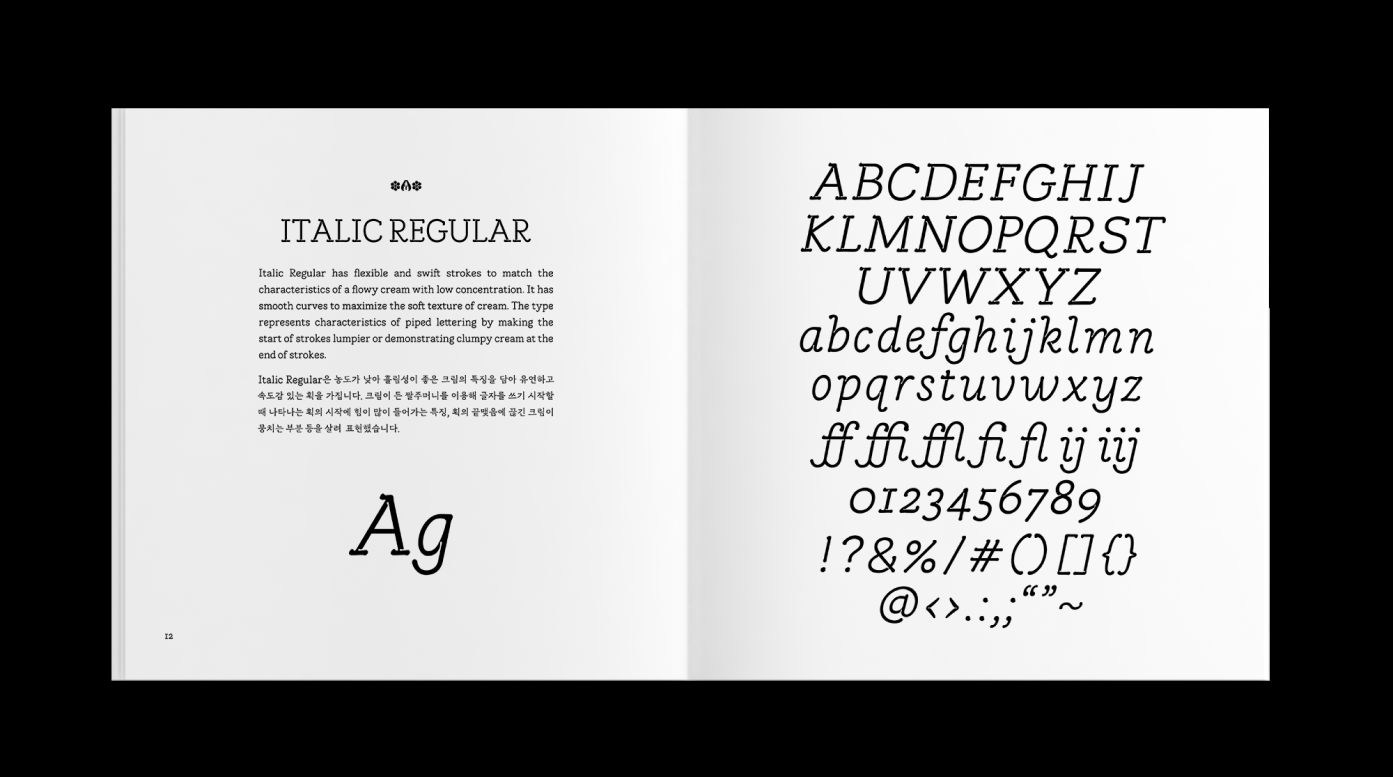 ITALIC REGULAR
Italic Regular has flexible and swift strokes to match the
characteristics of a flowy cream with low concentration. It has
smooth curves to maximize the soft texture of cream. The type
represents characteristics of piped lettering by making the
start of strokes lumpier or demonstrating clumpy cream at the
end of strokes.
Italic Regular은 농도가 낮아 흘림성이 좋은 크림의 특징을 담아 유연하고
속도감 있는 획을 가집니다. 크림이 든 짤주머니를 이용해 글자를 쓰기 시작할
때 나타나는 획의 시작에 힘이 많이 들어가는 특징, 획의 끝맺음에 끊긴 크림이
뭉치는 부분 등을 살려 표현했습니다.
Ag
12
ABCDEFGHIJ
KLMNOPQRST
UVWXYZ
abcdefghijklmn
opqrstuvwxyz
ff ffi ffl fi fl ij iij
0123456789
!?&%/#()[]{}
@<>.:,;“”~